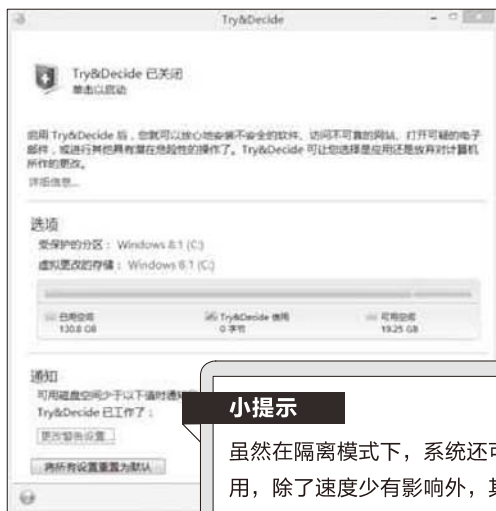 Try&Decide
Try&Decide 已关闭
单击以启动
启用 Try&Decide 后，您就可以放心地安装不安全的软件、访问不可靠的网站、打开可疑的电子
邮件，或进行其他具有潜在危险性的操作了。Try&Decide 可让您选择是应用还是放弃对计算机
所作的更改。
详细信息...
选项
受保护的分区： Windows 8.1 (C:)
虚拟更改的存储： Windows 8.1 (C:)
已用空间
130.8 GB
Try&Decide 使用
0 字节
可用空间
19.25 GB
通知
可用磁盘空间少于以下值时通知
Try&Decide 已工作了：
更改警告设置...
将所有设置重置为默认
小提示
虽然在隔离模式下，系统还可
用，除了速度少有影响外，其